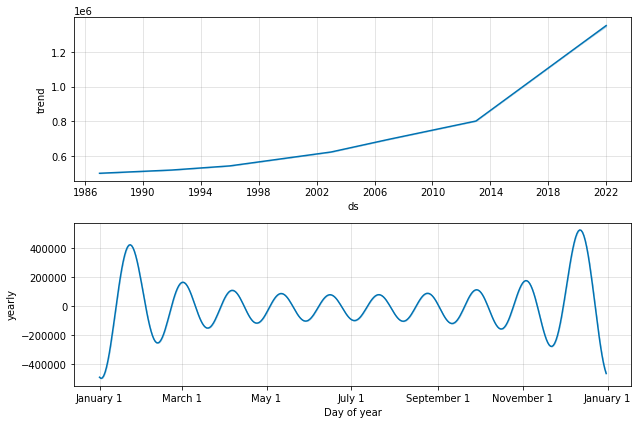 1e6
1.2
1.0
0.8
0.6
trend
1986 1990 1994 1998 2002 2006 2010 2014 2018 2022
ds
400000
200000
0
−200000
−400000
yearly
January 1 March 1 May 1 July 1 September 1 November 1 January 1
Day of year